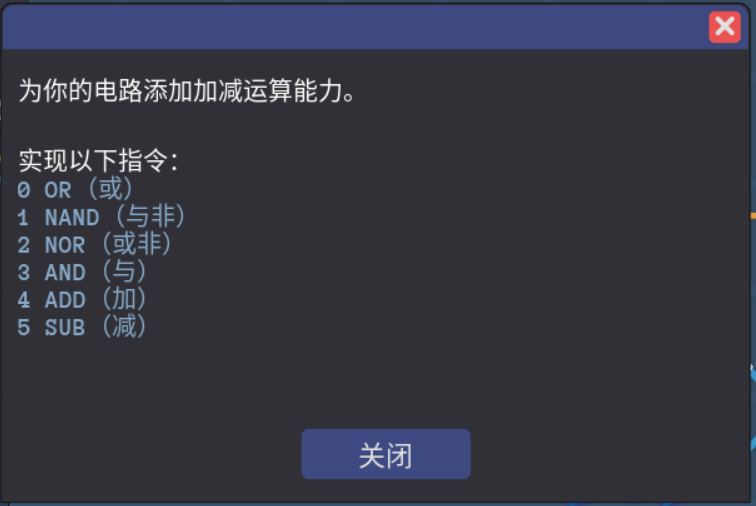 为你的电路添加加减运算能力。
实现以下指令：
0 OR（或）
1 NAND（与非）
2 NOR（或非）
3 AND（与）
4 ADD（加）
5 SUB（减）
关闭